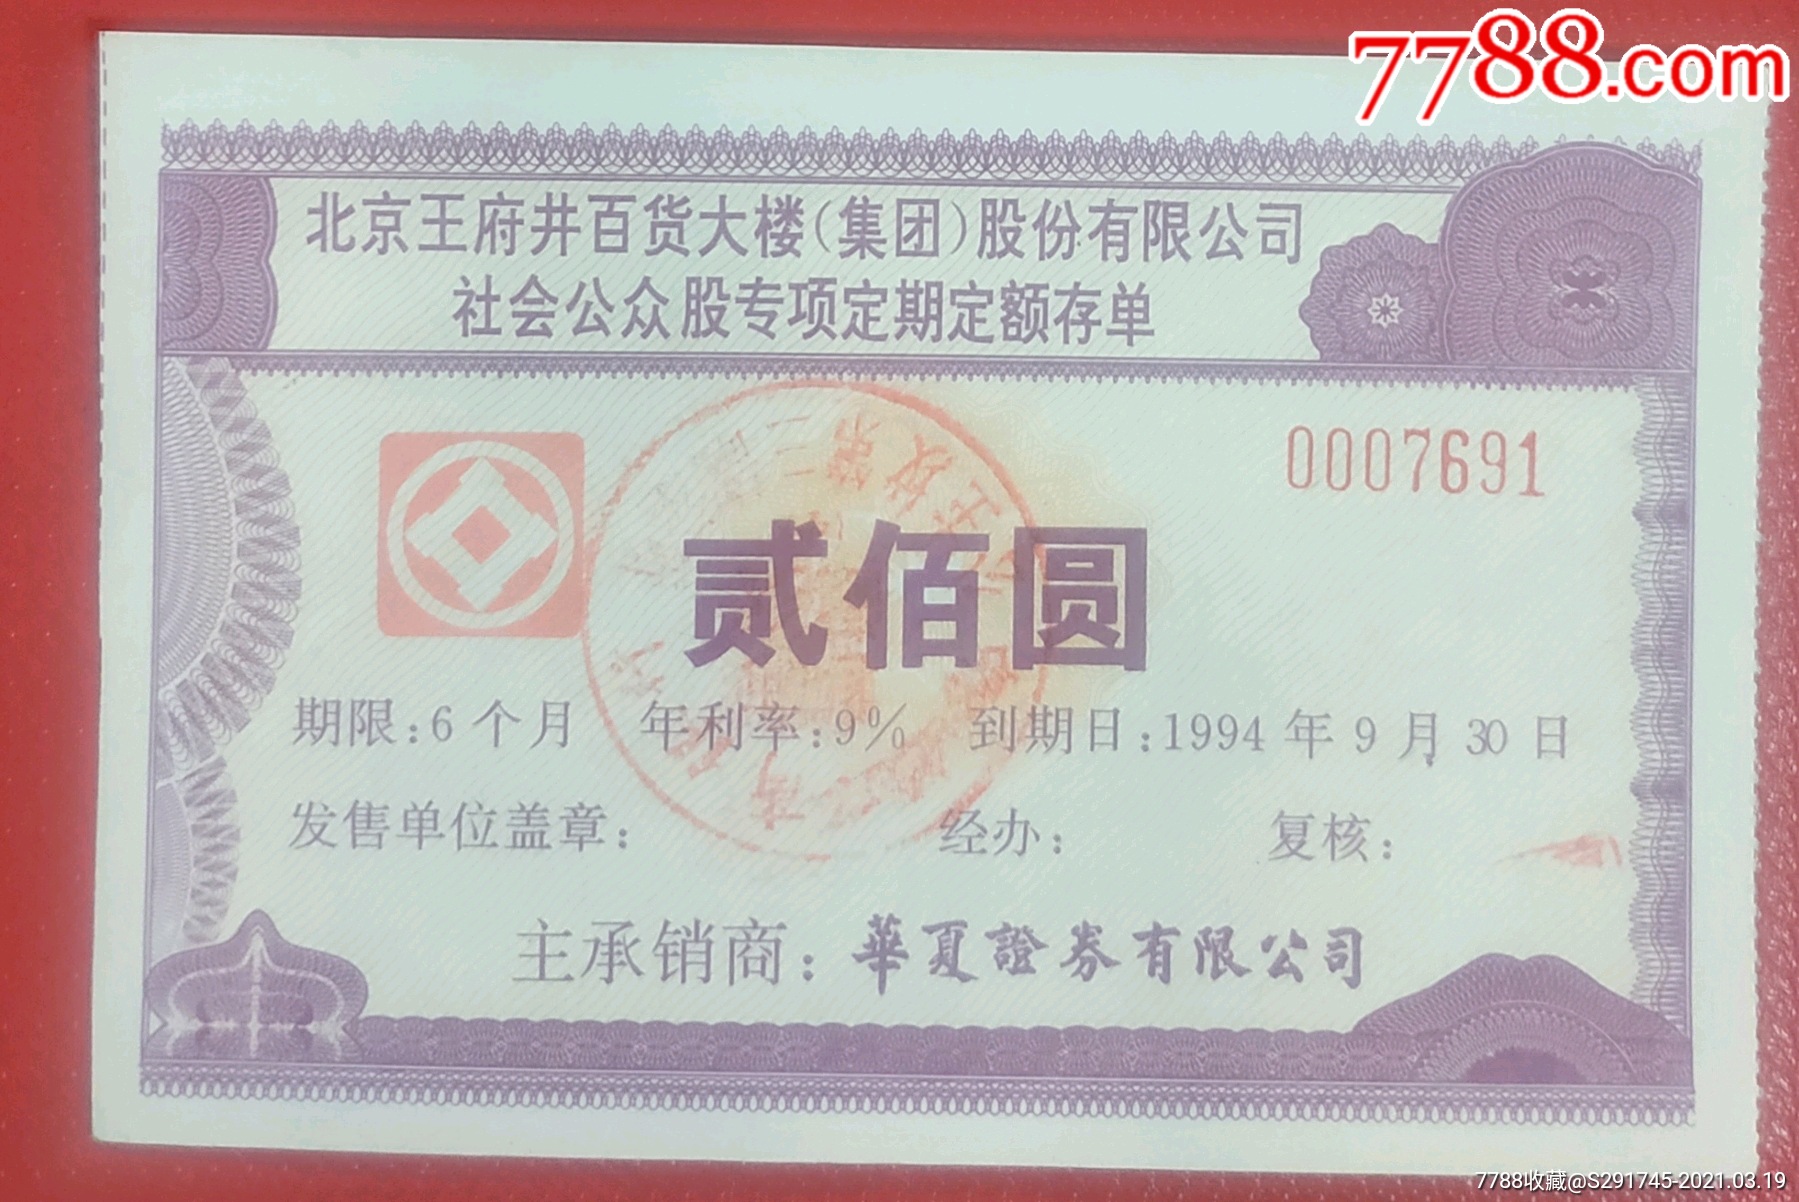 7788.com
北京王府井百货大楼(集团)股份有限公司
社会公众股专项定期定额存单
0007691
贰佰圆
期限:6个月 年利率:9% 到期日:1994年9月30日
发售单位盖章: 经办: 复核:
主承销商:華夏證券有限公司
7788收藏@S291745-2021.03.19